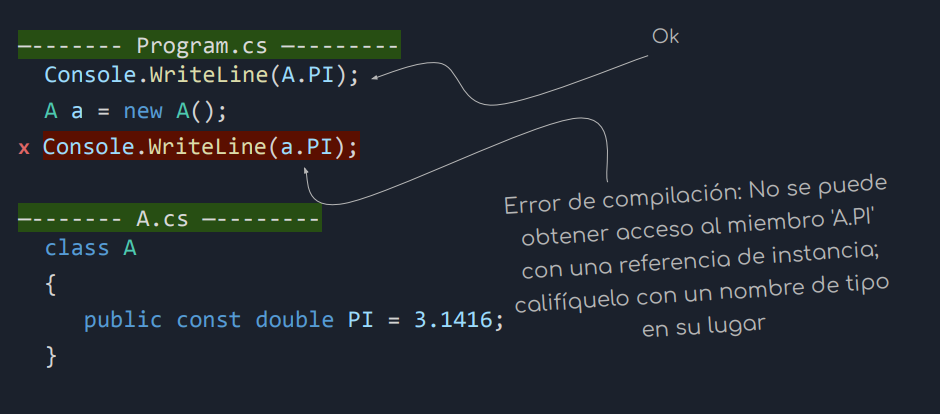 —------- Program.cs —---------
Ok
Console.WriteLine(A.PI);
A a = new A();
x Console.WriteLine(a.PI);
—------- A.cs —--------
class A
{
public const double PI = 3.1416;
}
Error de compilación: No se puede
obtener acceso al miembro 'A.PI'
con una referencia de instancia;
califíquelo con un nombre de tipo
en su lugar